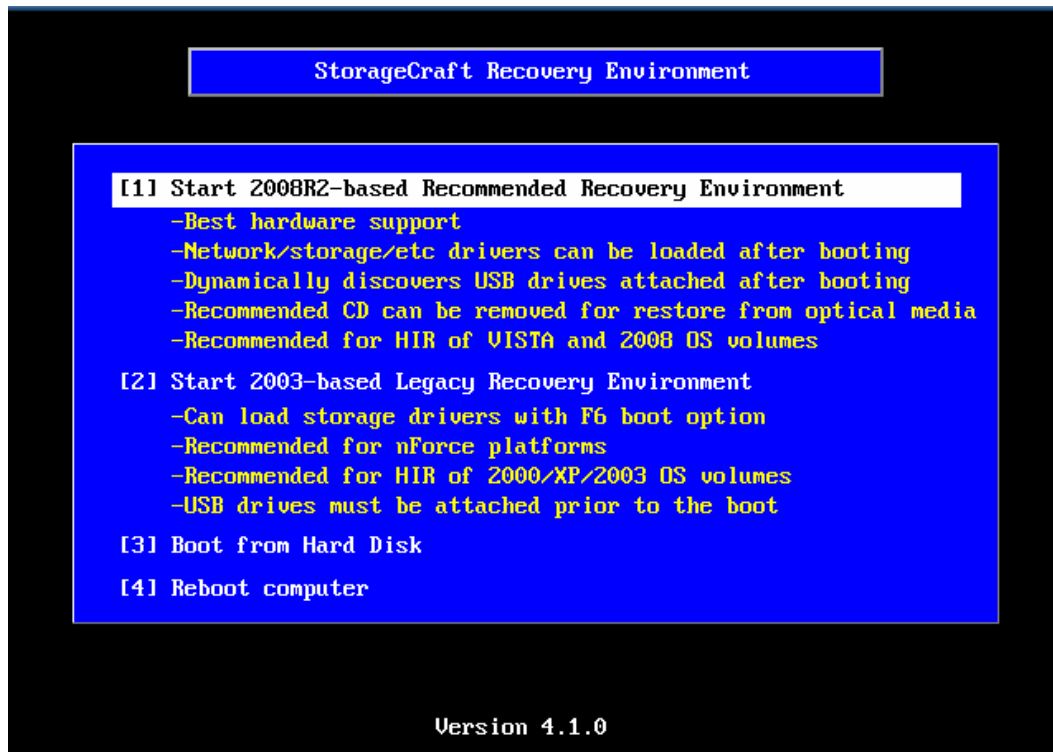 StorageCraft Recovery Environment
[1] Start 2008R2-based Recommended Recovery Environment
-Best hardware support
-Network/storage/etc drivers can be loaded after booting
-Dynamically discovers USB drives attached after booting
-Recommended CD can be removed for restore from optical media
-Recommended for HIR of VISTA and 2008 OS volumes
[2] Start 2003-based Legacy Recovery Environment
-Can load storage drivers with F6 boot option
-Recommended for nForce platforms
-Recommended for HIR of 2000/XP/2003 OS volumes
-USB drives must be attached prior to the boot
[3] Boot from Hard Disk
[4] Reboot computer
Version 4.1.0